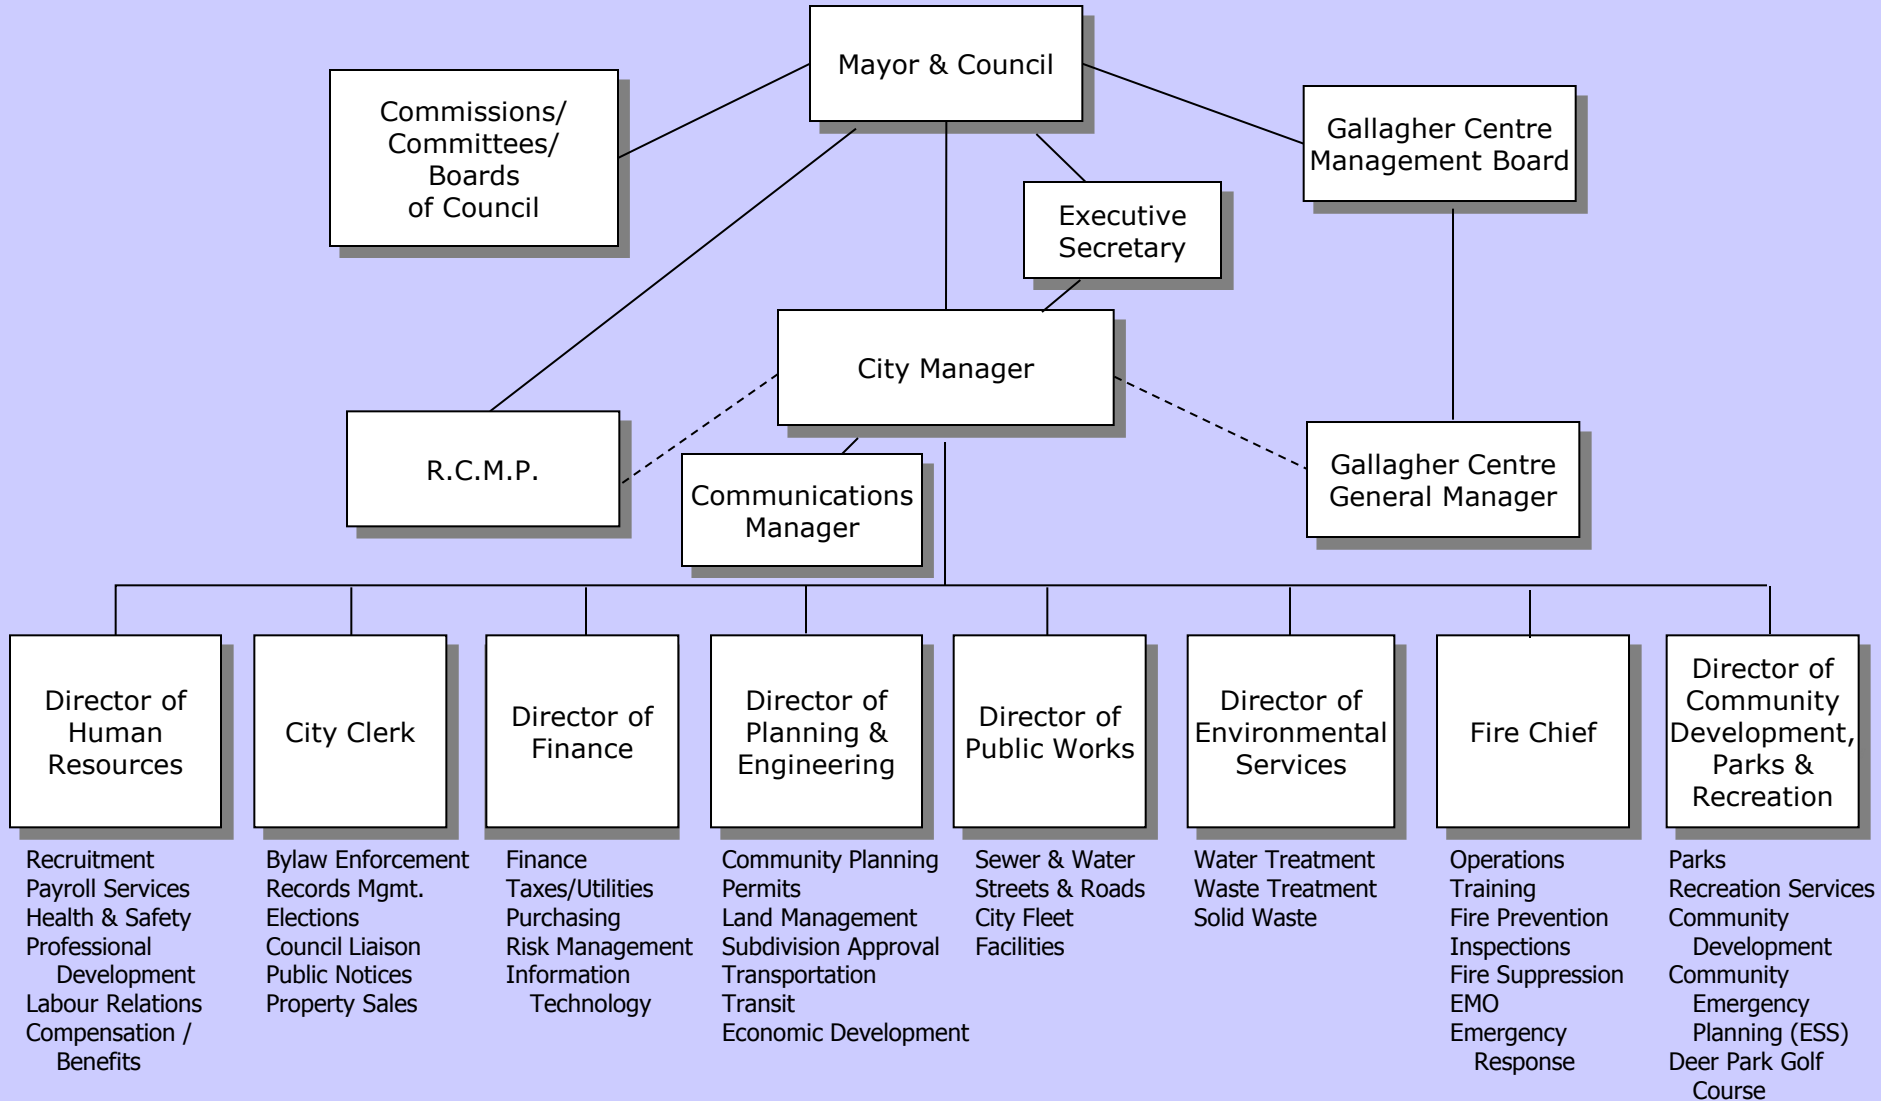 Mayor & Council
Commissions/
Committees/
Boards
of Council
Gallagher Centre
Management Board
Executive
Secretary
City Manager
R.C.M.P.
Communications
Manager
Gallagher Centre
General Manager
Director of
Human
Resources
City Clerk
Director of
Finance
Director of
Planning &
Engineering
Director of
Public Works
Director of
Environmental
Services
Fire Chief
Director of
Community
Development,
Parks &
Recreation
Recruitment
Payroll Services
Health & Safety
Professional
Development
Labour Relations
Compensation /
Benefits
Bylaw Enforcement
Records Mgmt.
Elections
Council Liaison
Public Notices
Property Sales
Finance
Taxes/Utilities
Purchasing
Risk Management
Information
Technology
Community Planning
Permits
Land Management
Subdivision Approval
Transportation
Transit
Economic Development
Sewer & Water
Streets & Roads
City Fleet
Facilities
Water Treatment
Waste Treatment
Solid Waste
Operations
Training
Fire Prevention
Inspections
Fire Suppression
EMO
Emergency
Response
Parks
Recreation Services
Community
Development
Community
Emergency
Planning (ESS)
Deer Park Golf
Course